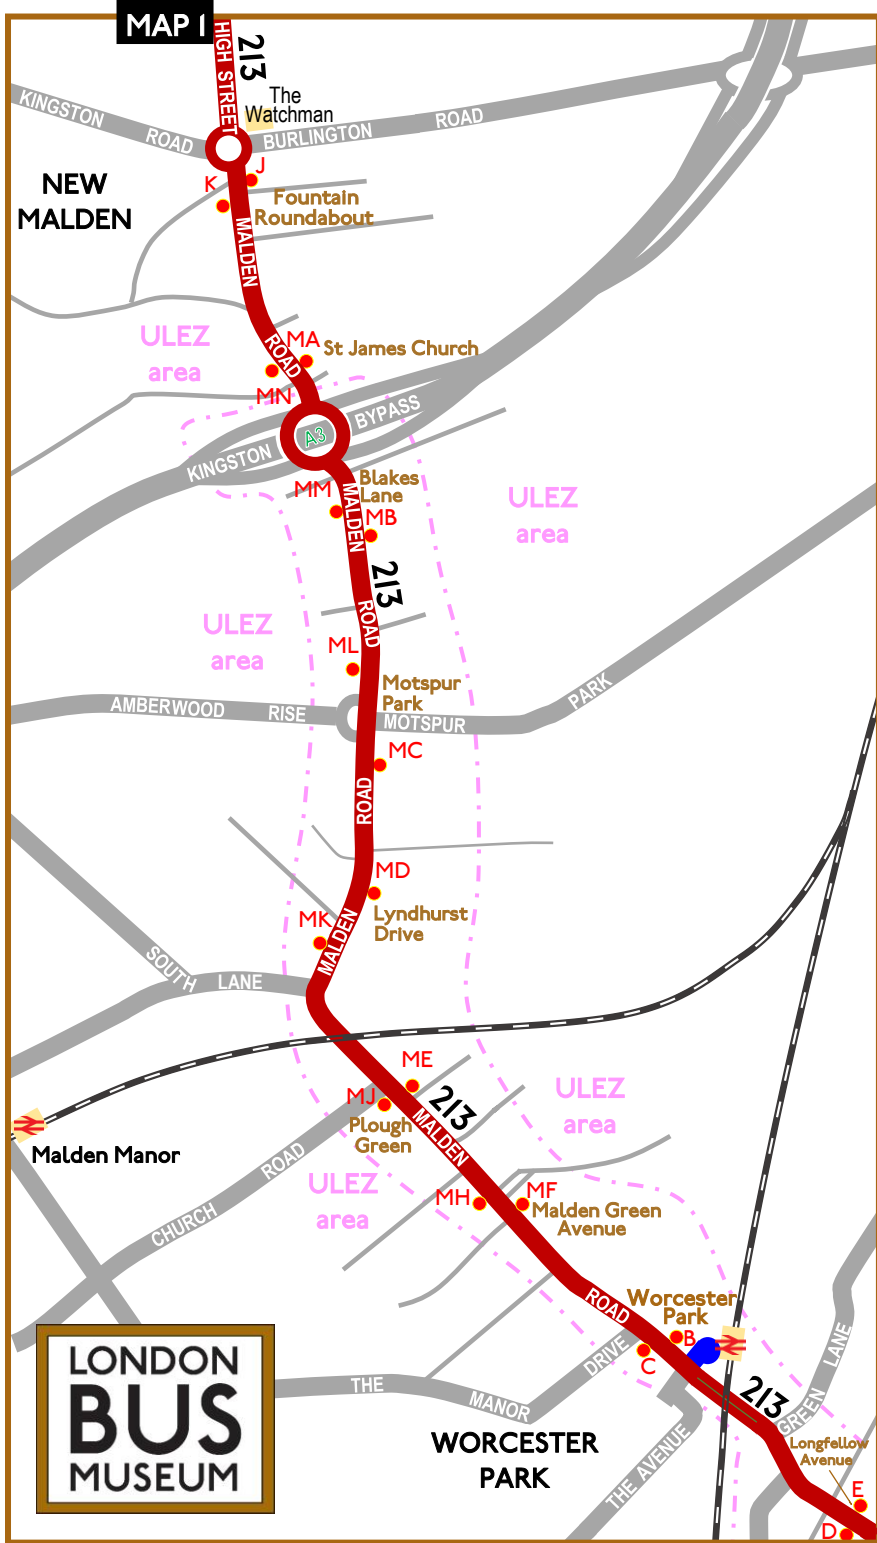 MAP 1
HIGH STREET
213
The
Watchman
KINGSTON
ROAD
BURLINGTON
ROAD
K
J
NEW
MALDEN
Fountain
Roundabout
MALDEN
ULEZ
area
ROAD
MA
St James Church
MN
A3
KINGSTON
BYPASS
MM
Blakes
Lane
MB
MALDEN
ULEZ
area
213
ROAD
ULEZ
area
ML
Motspur
Park
AMBERWOOD
RISE
MOTSPUR
PARK
MC
ROAD
MD
MK
Lyndhurst
Drive
MALDEN
SOUTH
LANE
ME
MJ
213
Plough
Green
MALDEN
ULEZ
area
Malden Manor
ROAD
CHURCH
ULEZ
area
MH
MF
Malden Green
Avenue
ROAD
Worcester
Park
B
C
DRIVE
LANE
GREEN
THE
MANOR
213
LONDON
BUS
MUSEUM
WORCESTER
PARK
THE AVENUE
Longfellow
Avenue
E
D